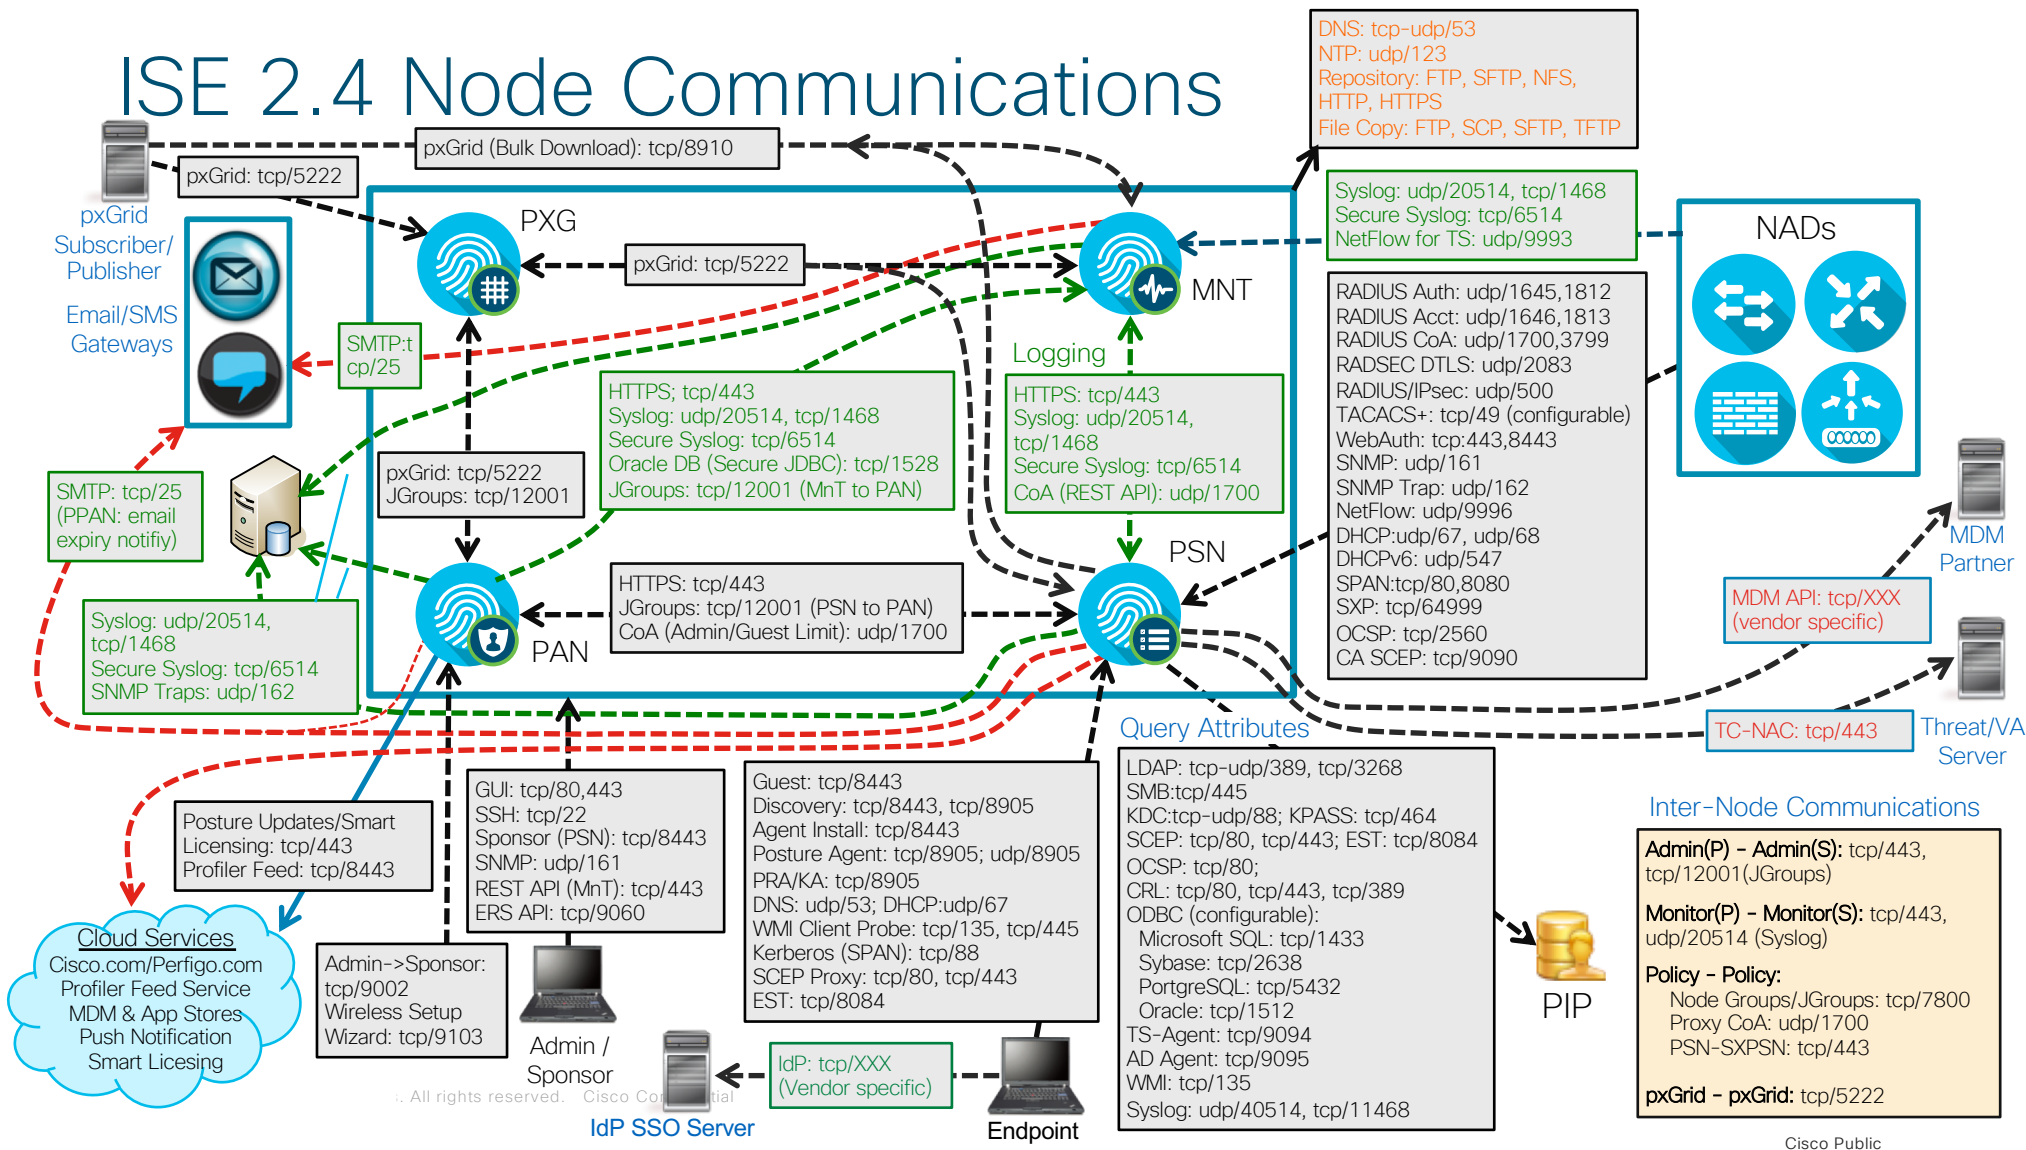 ISE 2.4 Node Communications
DNS: tcp-udp/53
NTP: udp/123
Repository: FTP, SFTP, NFS,
HTTP, HTTPS
File Copy: FTP, SCP, SFTP, TFTP
pxGrid (Bulk Download): tcp/8910
pxGrid: tcp/5222
pxGrid
Subscriber/
Publisher
Email/SMS
Gateways
PXG
pxGrid: tcp/5222
MNT
Syslog: udp/20514, tcp/1468
Secure Syslog: tcp/6514
NetFlow for TS: udp/9993
NADs
SMTP:t
cp/25
Logging
HTTPS; tcp/443
Syslog: udp/20514, tcp/1468
Secure Syslog: tcp/6514
Oracle DB (Secure JDBC): tcp/1528
JGroups: tcp/12001 (MnT to PAN)
HTTPS: tcp/443
Syslog: udp/20514,
tcp/1468
Secure Syslog: tcp/6514
CoA (REST API): udp/1700
RADIUS Auth: udp/1645,1812
RADIUS Acct: udp/1646,1813
RADIUS CoA: udp/1700,3799
RADSEC DTLS: udp/2083
RADIUS/IPsec: udp/500
TACACS+: tcp/49 (configurable)
WebAuth: tcp:443,8443
SNMP: udp/161
SNMP Trap: udp/162
NetFlow: udp/9996
DHCP:udp/67, udp/68
DHCPv6: udp/547
SPAN:tcp/80,8080
SXP: tcp/64999
OCSP: tcp/2560
CA SCEP: tcp/9090
pxGrid: tcp/5222
JGroups: tcp/12001
SMTP: tcp/25
(PPAN: email
expiry notifiy)
PSN
MDM
Partner
HTTPS: tcp/443
JGroups: tcp/12001 (PSN to PAN)
CoA (Admin/Guest Limit): udp/1700
MDM API: tcp/XXX
(vendor specific)
Syslog: udp/20514,
tcp/1468
Secure Syslog: tcp/6514
SNMP Traps: udp/162
PAN
TC-NAC: tcp/443
Threat/VA
Server
Query Attributes
LDAP: tcp-udp/389, tcp/3268
SMB:tcp/445
KDC:tcp-udp/88; KPASS: tcp/464
SCEP: tcp/80, tcp/443; EST: tcp/8084
OCSP: tcp/80;
CRL: tcp/80, tcp/443, tcp/389
ODBC (configurable):
Microsoft SQL: tcp/1433
Sybase: tcp/2638
PortgreSQL: tcp/5432
Oracle: tcp/1512
TS-Agent: tcp/9094
AD Agent: tcp/9095
WMI: tcp/135
Syslog: udp/40514, tcp/11468
GUI: tcp/80,443
SSH: tcp/22
Sponsor (PSN): tcp/8443
SNMP: udp/161
REST API (MnT): tcp/443
ERS API: tcp/9060
Guest: tcp/8443
Discovery: tcp/8443, tcp/8905
Agent Install: tcp/8443
Posture Agent: tcp/8905; udp/8905
PRA/KA: tcp/8905
DNS: udp/53; DHCP:udp/67
WMI Client Probe: tcp/135, tcp/445
Kerberos (SPAN): tcp/88
SCEP Proxy: tcp/80, tcp/443
EST: tcp/8084
Posture Updates/Smart
Licensing: tcp/443
Profiler Feed: tcp/8443
Inter-Node Communications
Admin(P) - Admin(S): tcp/443,
tcp/12001(JGroups)
Monitor(P) - Monitor(S): tcp/443,
udp/20514 (Syslog)
Policy - Policy:
Node Groups/JGroups: tcp/7800
Proxy CoA: udp/1700
PSN-SXPSN: tcp/443
pxGrid - pxGrid: tcp/5222
Cloud Services
Cisco.com/Perfigo.com
Profiler Feed Service
MDM & App Stores
Push Notification
Smart Licesing
Admin->Sponsor:
tcp/9002
Wireless Setup
Wizard: tcp/9103
PIP
Admin /
Sponsor
IdP: tcp/XXX
(Vendor specific)
. All rights reserved. Cisco
IdP SSO Server
Endpoint
Cisco Public